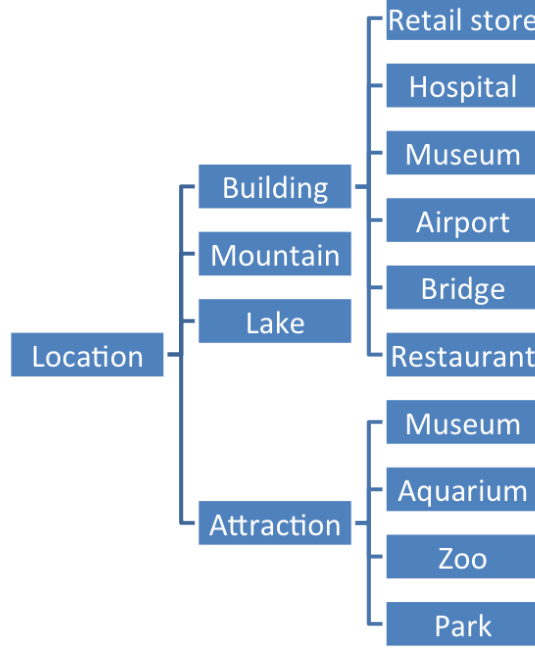 Location
Building
Retail store
Hospital
Museum
Airport
Bridge
Restaurant
Mountain
Lake
Attraction
Museum
Aquarium
Zoo
Park